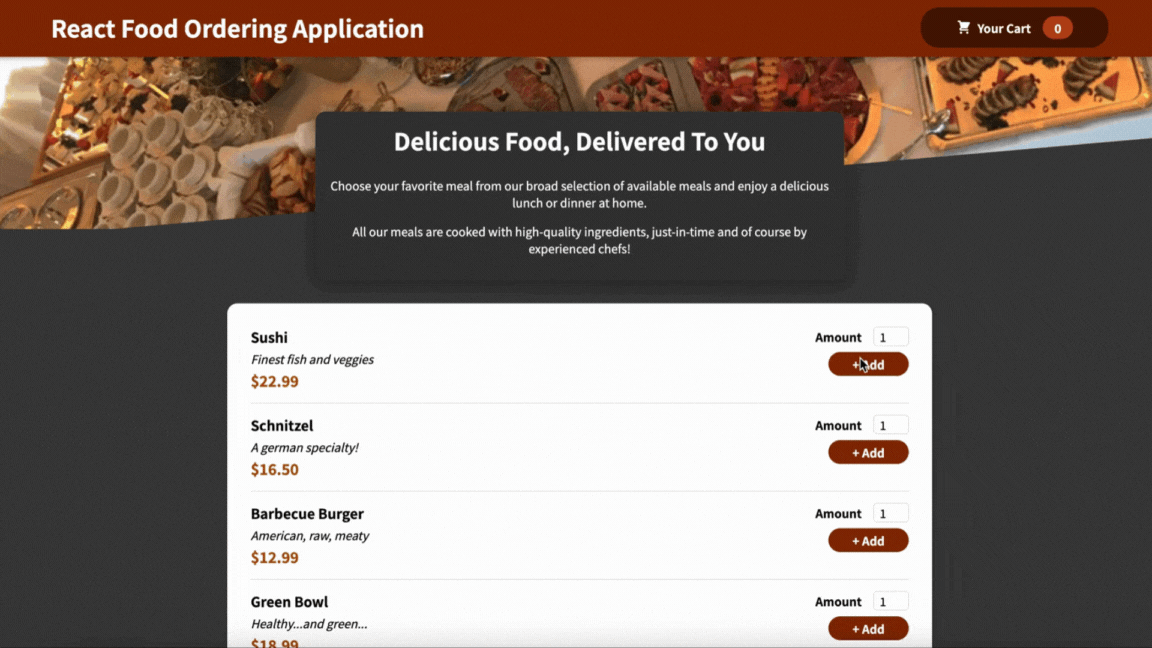 React Food Ordering Application
Your Cart 0
Delicious Food, Delivered To You
Choose your favorite meal from our broad selection of available meals and enjoy a delicious
lunch or dinner at home.
All our meals are cooked with high-quality ingredients, just-in-time and of course by
experienced chefs!
Sushi
Finest fish and veggies
$22.99
Amount 1
+ Add
Schnitzel
A german specialty!
$16.50
Amount 1
+ Add
Barbecue Burger
American, raw, meaty
$12.99
Amount 1
+ Add
Green Bowl
Healthy...and green...
$18.99
Amount 1
+ Add